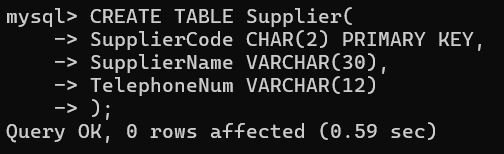 mysql> CREATE TABLE Supplier(
    -> SupplierCode CHAR(2) PRIMARY KEY,
    -> SupplierName VARCHAR(30),
    -> TelephoneNum VARCHAR(12)
    -> );
Query OK, 0 rows affected (0.59 sec)